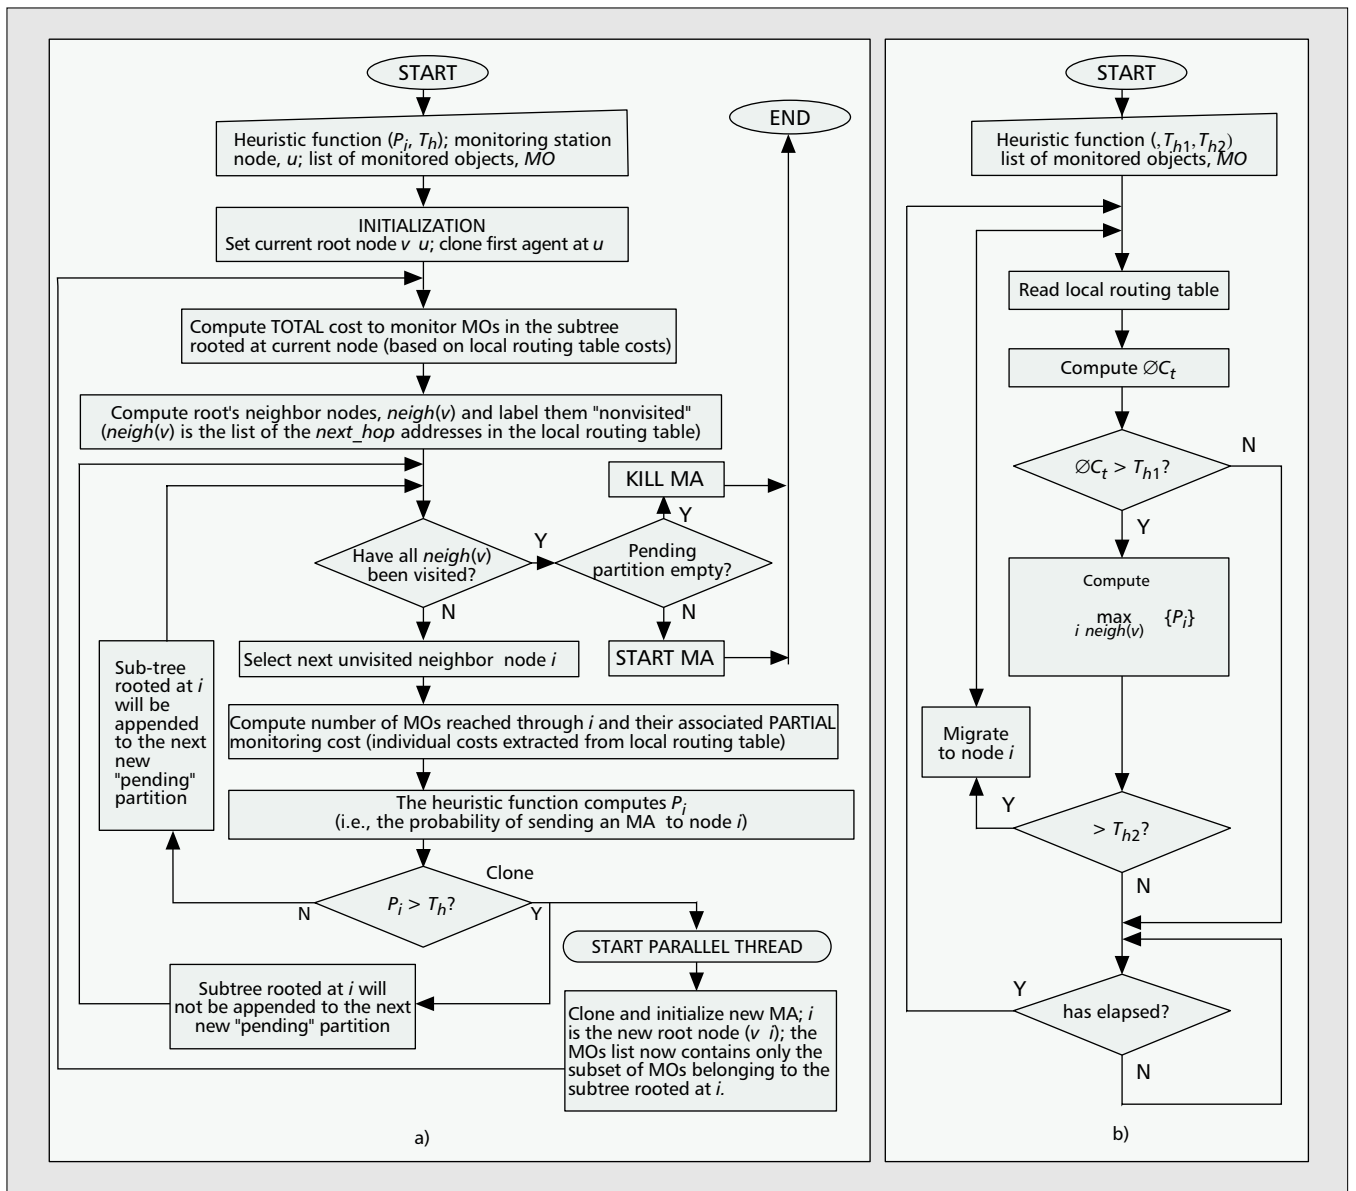 START
Heuristic function (Pi, Th); monitoring station
node, u; list of monitored objects, MO
INITIALIZATION
Set current root node v u; clone first agent at u
Compute TOTAL cost to monitor MOs in the subtree
rooted at current node (based on local routing table costs)
Compute root's neighbor nodes, neigh(v) and label them "nonvisited"
(neigh(v) is the list of the next_hop addresses in the local routing table)
Have all neigh(v)
been visited?
Y
N
Pending
partition empty?
Y
N
KILL MA
START MA
END
Select next unvisited neighbor node i
Compute number of MOs reached through i and their associated PARTIAL
monitoring cost (individual costs extracted from local routing table)
The heuristic function computes Pi
(i.e., the probability of sending an MA to node i)
Clone
Pi > Th?
N
Y
Sub-tree
rooted at i
will be
appended
to the next
new
"pending"
partition
START PARALLEL THREAD
Subtree rooted at i will
not be appended to the next
new "pending" partition
Clone and initialize new MA; i
is the new root node (v i); the
MOs list now contains only the
subset of MOs belonging to the
subtree rooted at i.
a)
START
Heuristic function (,Th1,Th2)
list of monitored objects, MO
Read local routing table
Compute ∅Ct
∅Ct > Th1?
N
Y
Compute
max {Pi}
i neigh(v)
Migrate
to node i
Y
> Th2?
N
Y
has elapsed?
N
b)